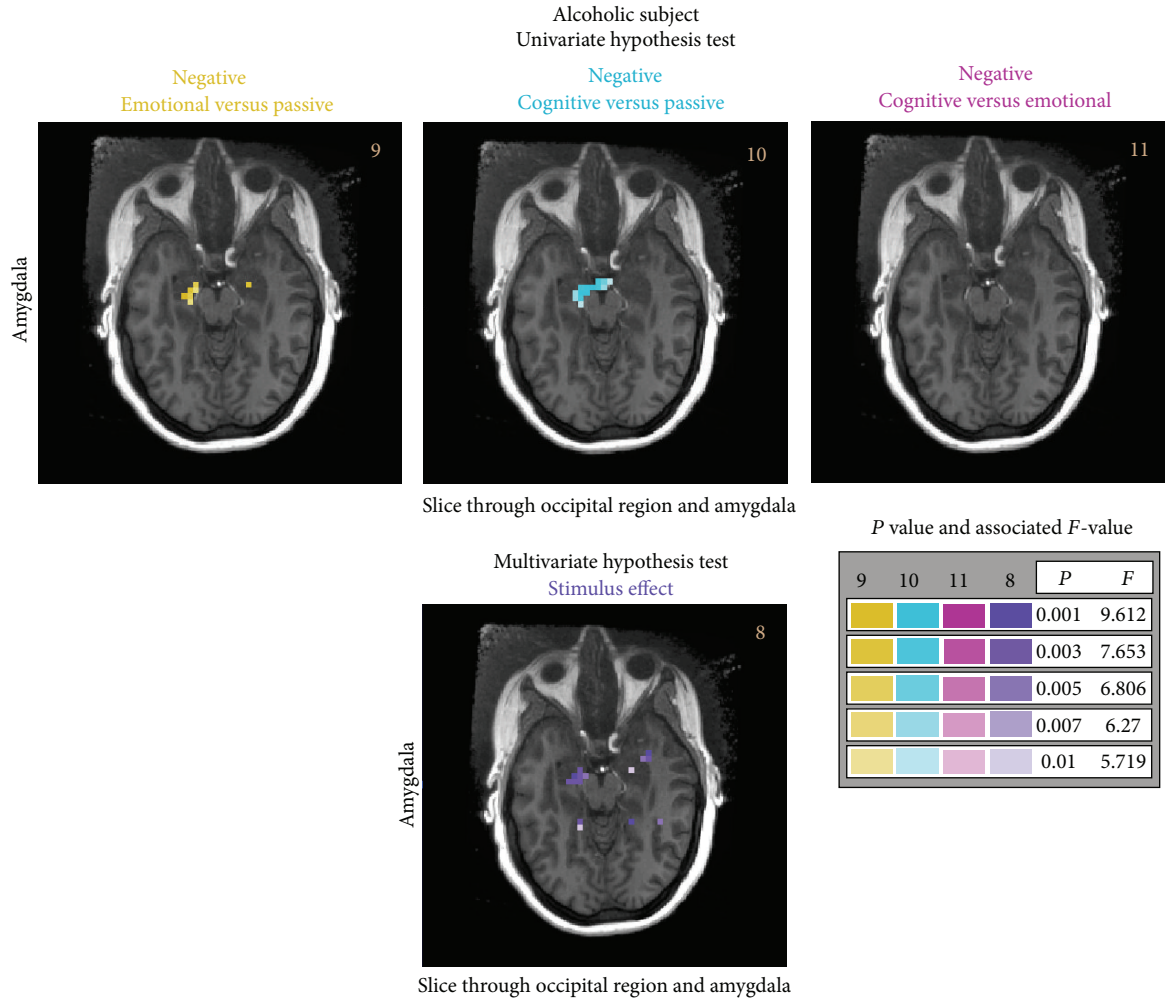 Alcoholic subject
Univariate hypothesis test
Negative
Emotional versus passive
Negative
Cognitive versus passive
Negative
Cognitive versus emotional
9
10
11
Amygdala
Slice through occipital region and amygdala
P value and associated F-value
9 10 11 8 P F
0.001 9.612
0.003 7.653
0.005 6.806
0.007 6.27
0.01 5.719
Multivariate hypothesis test
Stimulus effect
8
Amygdala
Slice through occipital region and amygdala